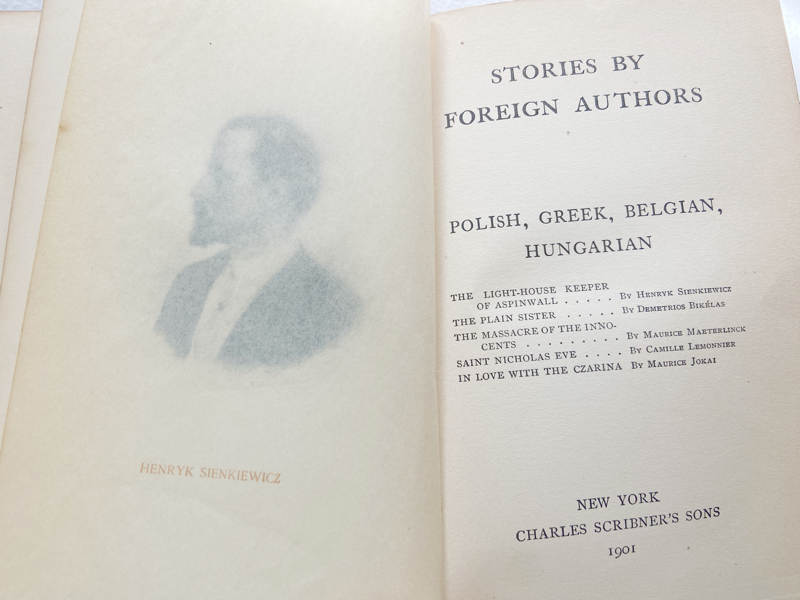 HENRYK SIENKIEWICZ
STORIES BY
FOREIGN AUTHORS
POLISH, GREEK, BELGIAN,
HUNGARIAN
THE LIGHT-HOUSE KEEPER
OF ASPINWALL . . . . . By Henryk Sienkiewicz
THE PLAIN SISTER . . . . . By Demetrios Bikélas
THE MASSACRE OF THE INNO-
CENTS . . . . . . . . . By Maurice Maeterlinck
SAINT NICHOLAS EVE . . . . By Camille Lemonnier
IN LOVE WITH THE CZARINA By Maurice Jokai
NEW YORK
CHARLES SCRIBNER'S SONS
1901